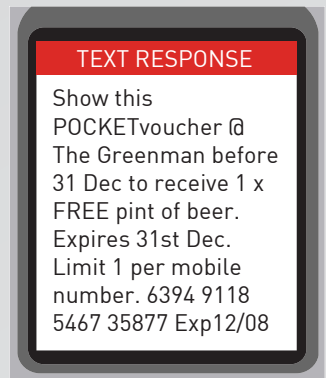 TEXT RESPONSE
Show this
POCKETvoucher @
The Greenman before
31 Dec to receive 1 x
FREE pint of beer.
Expires 31st Dec.
Limit 1 per mobile
number. 6394 9118
5467 35877 Exp12/08